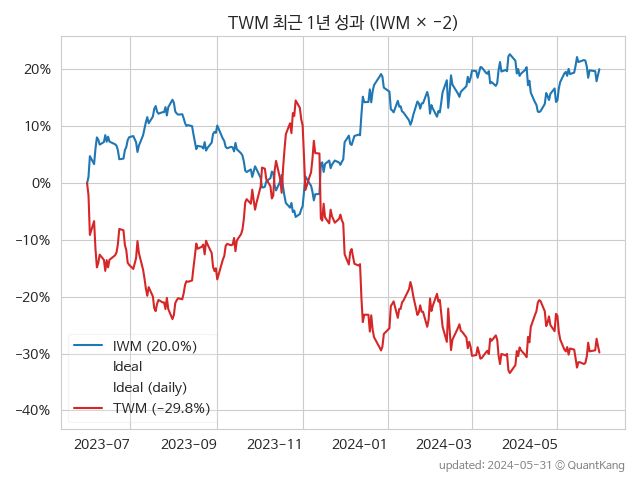 TWM 최근 1년 성과 (IWM × −2)
20%
10%
0%
−10%
−20%
−30%
−40%
IWM (20.0%)
Ideal
Ideal (daily)
TWM (−29.8%)
2023−07
2023−09
2023−11
2024−01
2024−03
2024−05
updated: 2024−05−31 © QuantKang